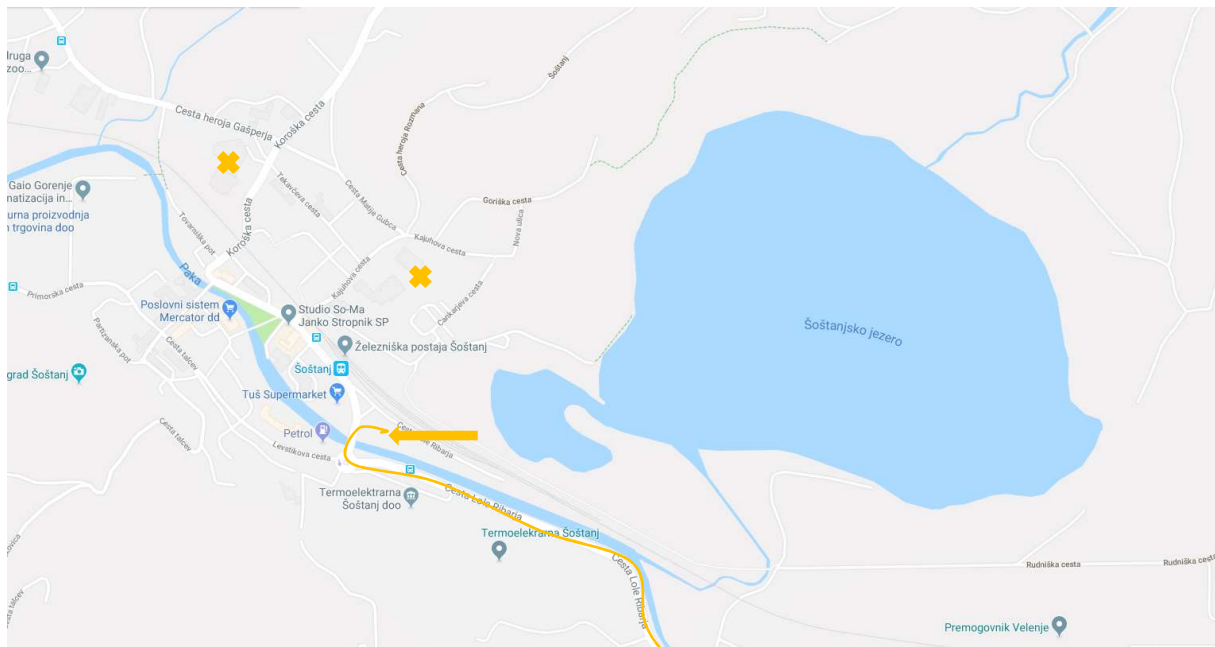 druga
zoo...
Cesta heroja Gašperja
Koroška cesta
Šoštanj
Cesta heroja Rozmana
Gaio Gorenje
matizacija in...
urna proizvodnja
n trgovina doo
Tekavčeva cesta
Cesta Matije Gubca
Goriška cesta
Nova ulica
Tovarniška pot
Koroška cesta
Kajuhova cesta
Kajuhova cesta
Cankarjeva cesta
Paka
Primorska cesta
Poslovni sistem
Mercator dd
Studio So-Ma
Janko Stropnik SP
Železniška postaja Šoštanj
Šoštanjsko jezero
Partizanska pot
Cesta talcev
grad Šoštanj
Šoštanj
Tuš Supermarket
Petrol
Cesta Lole Ribarja
Cesta talcev
Levstikova cesta
Termoelektrarna
Šoštanj doo
Cesta Lole Ribarja
Termoelektrarna Šoštanj
Cesta Lole Ribarja
Rudniška cesta
Rudniška cesta
Premogovnik Velenje